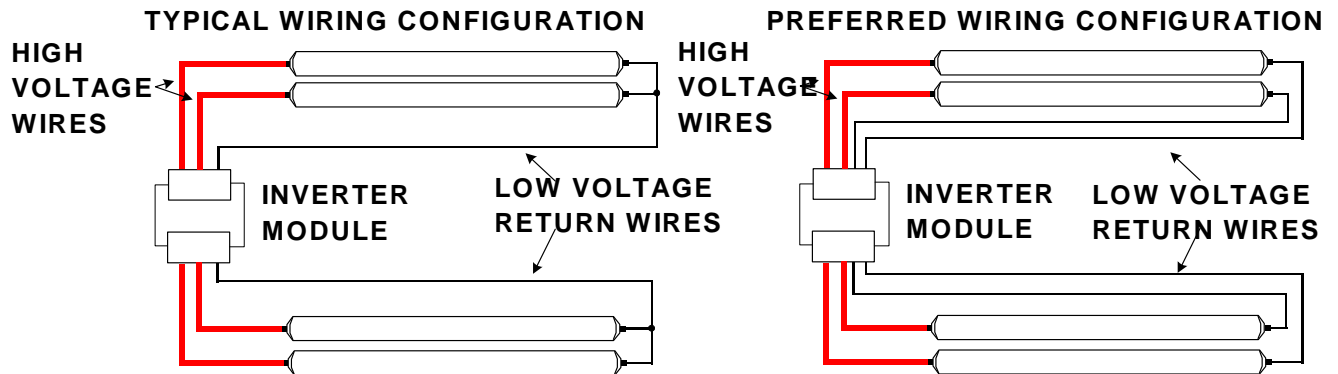 TYPICAL WIRING CONFIGURATION
HIGH
VOLTAGE
WIRES
INVERTER
MODULE
LOW VOLTAGE
RETURN WIRES
PREFERRED WIRING CONFIGURATION
HIGH
VOLTAGE
WIRES
INVERTER
MODULE
LOW VOLTAGE
RETURN WIRES